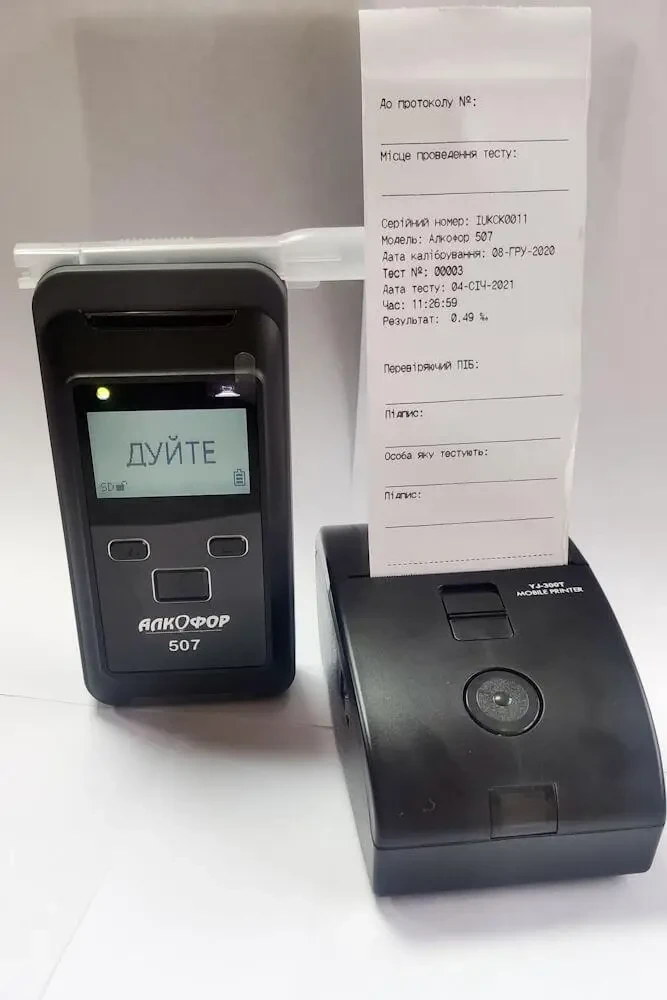 До протоколу №:
Місце проведення тесту:
Серійний номер: IUKCK0011
Модель: Алкофор 507
Дата калібрування: 08-ГРУ-2020
Тест №: 00003
Дата тесту: 04-СІЧ-2021
Час: 11:26:59
Результат: 0.49 ‰
Перевіряючий ПІБ:
Підпис:
Особа яку тестують:
Підпис:
ДУЙТЕ
SD
АЛКОФОР
507
YJ-300T
MOBILE PRINTER